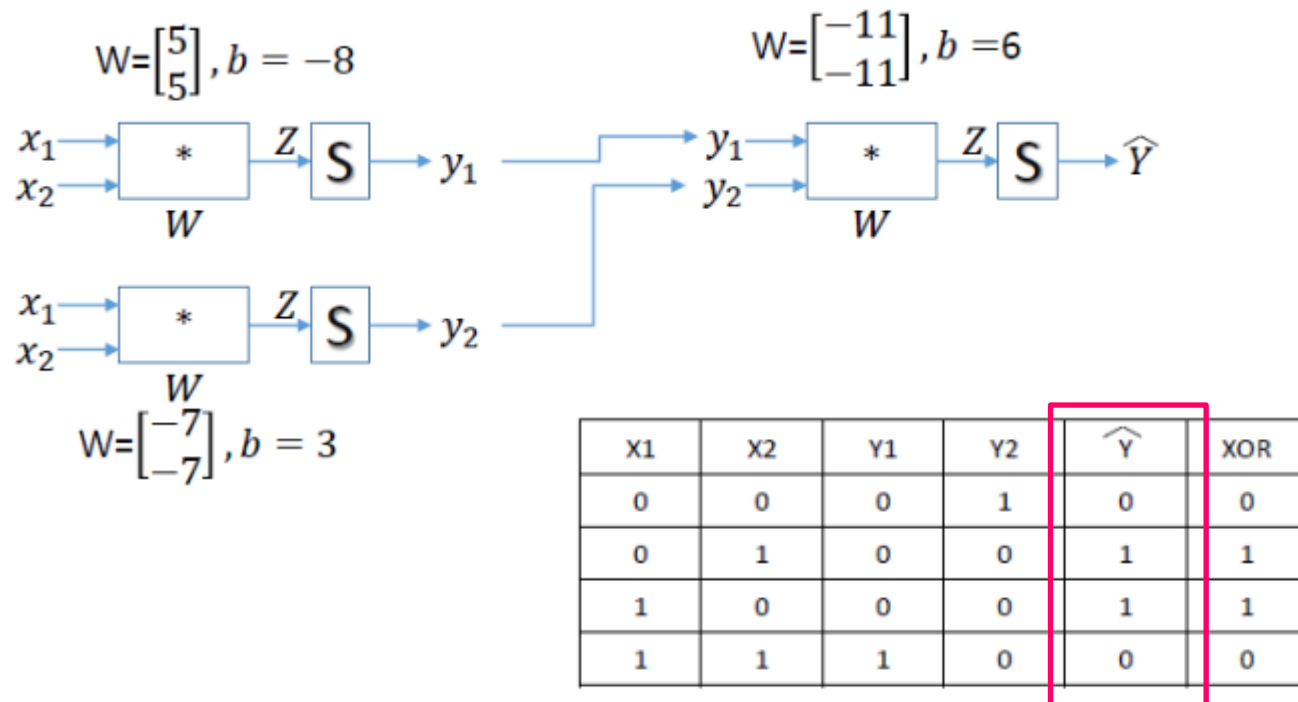 W=[5 5], b = −8
W=[−11 −11], b =6
x₁ * Z S y₁ y₁ * Z S Ŷ
x₂ y₂
W W
x₁ * Z S y₂
x₂
W
W=[−7 −7], b = 3
X1 X2 Y1 Y2 Ŷ XOR
0 0 0 1 0 0
0 1 0 0 1 1
1 0 0 0 1 1
1 1 1 0 0 0